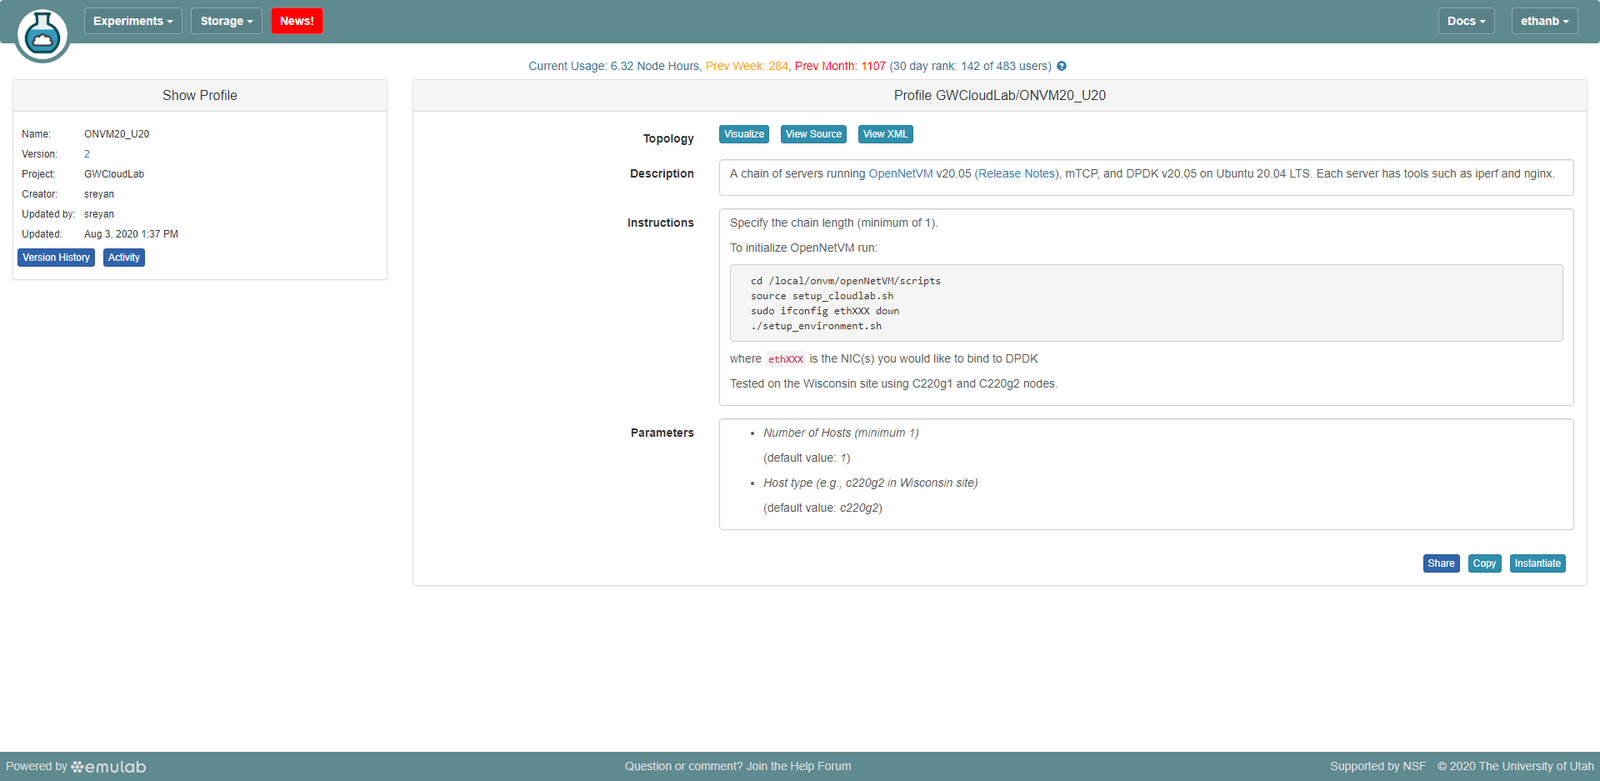 Experiments
Storage
News!
Docs
ethanb
Current Usage: 6.32 Node Hours, Prev Week: 284, Prev Month: 1107 (30 day rank: 142 of 483 users)
Show Profile
Name: ONVM20_U20
Version: 2
Project: GWCloudLab
Creator: sreyan
Updated by: sreyan
Updated: Aug 3, 2020 1:37 PM
Version History
Activity
Profile GWCloudLab/ONVM20_U20
Topology
Visualize
View Source
View XML
Description
A chain of servers running OpenNetVM v20.05 (Release Notes), mTCP, and DPDK v20.05 on Ubuntu 20.04 LTS. Each server has tools such as iperf and nginx.
Instructions
Specify the chain length (minimum of 1).
To initialize OpenNetVM run:
cd /local/onvm/openNetVM/scripts
source setup_cloudlab.sh
sudo ifconfig ethXXX down
./setup_environment.sh
where ethXXX is the NIC(s) you would like to bind to DPDK
Tested on the Wisconsin site using C220g1 and C220g2 nodes.
Parameters
• Number of Hosts (minimum 1)
(default value: 1)
• Host type (e.g., c220g2 in Wisconsin site)
(default value: c220g2)
Share
Copy
Instantiate
Powered by emulab
Question or comment? Join the Help Forum
Supported by NSF
© 2020 The University of Utah